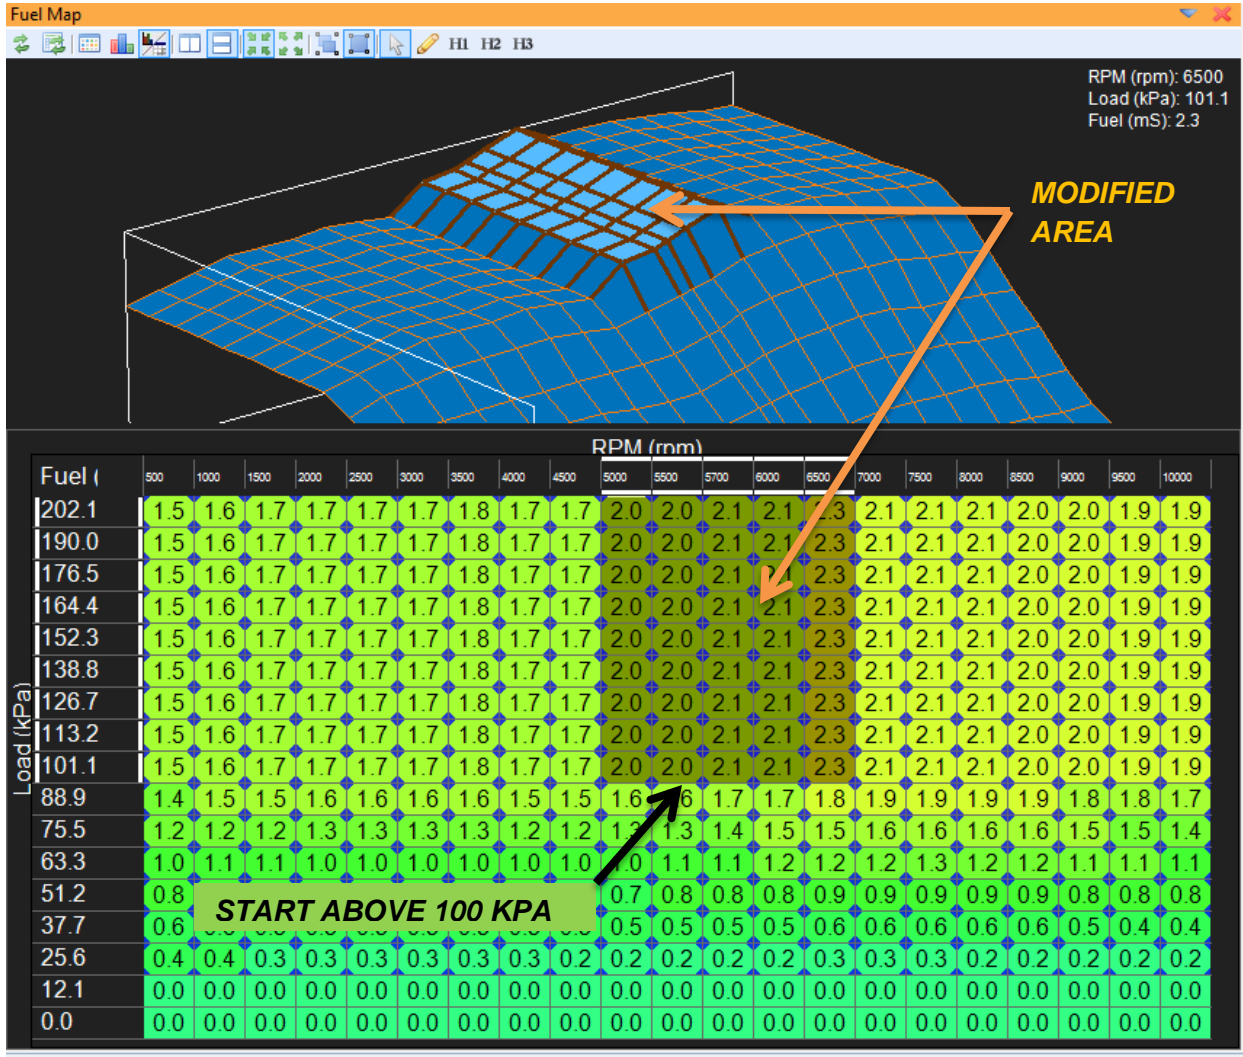 Fuel Map
H1 H2 H3
RPM (rpm): 6500
Load (kPa): 101.1
Fuel (mS): 2.3
MODIFIED
AREA
RPM (rpm)
Fuel ( 500 1000 1500 2000 2500 3000 3500 4000 4500 5000 5500 5700 6000 6500 7000 7500 8000 8500 9000 9500 10000
Load (kPa)
202.1 1.5 1.6 1.7 1.7 1.7 1.7 1.8 1.7 1.7 2.0 2.0 2.1 2.1 2.3 2.1 2.1 2.1 2.0 2.0 1.9 1.9
190.0 1.5 1.6 1.7 1.7 1.7 1.7 1.8 1.7 1.7 2.0 2.0 2.1 2.1 2.3 2.1 2.1 2.1 2.0 2.0 1.9 1.9
176.5 1.5 1.6 1.7 1.7 1.7 1.7 1.8 1.7 1.7 2.0 2.0 2.1 2.3 2.1 2.1 2.1 2.0 2.0 1.9 1.9
164.4 1.5 1.6 1.7 1.7 1.7 1.7 1.8 1.7 1.7 2.0 2.0 2.1 2.1 2.3 2.1 2.1 2.1 2.0 2.0 1.9 1.9
152.3 1.5 1.6 1.7 1.7 1.7 1.7 1.8 1.7 1.7 2.0 2.0 2.1 2.1 2.3 2.1 2.1 2.1 2.0 2.0 1.9 1.9
138.8 1.5 1.6 1.7 1.7 1.7 1.7 1.8 1.7 1.7 2.0 2.0 2.1 2.1 2.3 2.1 2.1 2.1 2.0 2.0 1.9 1.9
126.7 1.5 1.6 1.7 1.7 1.7 1.7 1.8 1.7 1.7 2.0 2.0 2.1 2.1 2.3 2.1 2.1 2.1 2.0 2.0 1.9 1.9
113.2 1.5 1.6 1.7 1.7 1.7 1.7 1.8 1.7 1.7 2.0 2.0 2.1 2.1 2.3 2.1 2.1 2.1 2.0 2.0 1.9 1.9
101.1 1.5 1.6 1.7 1.7 1.7 1.7 1.8 1.7 1.7 2.0 2.0 2.1 2.1 2.3 2.1 2.1 2.1 2.0 2.0 1.9 1.9
88.9 1.4 1.5 1.5 1.6 1.6 1.6 1.6 1.5 1.5 1.6 1.7 1.7 1.8 1.9 1.9 1.9 1.9 1.8 1.8 1.7
75.5 1.2 1.2 1.2 1.3 1.3 1.3 1.3 1.2 1.2 1.3 1.3 1.4 1.5 1.5 1.6 1.6 1.6 1.6 1.5 1.5 1.4
63.3 1.0 1.1 1.1 1.0 1.0 1.0 1.0 1.0 1.0 1.0 1.1 1.1 1.2 1.2 1.2 1.3 1.2 1.2 1.1 1.1 1.1
51.2 0.8 0.7 0.8 0.8 0.8 0.9 0.9 0.9 0.9 0.9 0.8 0.8 0.8
START ABOVE 100 KPA
37.7 0.6 0.5 0.5 0.5 0.5 0.6 0.6 0.6 0.6 0.6 0.5 0.4 0.4
25.6 0.4 0.4 0.3 0.3 0.3 0.3 0.3 0.3 0.2 0.2 0.2 0.2 0.2 0.3 0.3 0.3 0.2 0.2 0.2 0.2 0.2
12.1 0.0 0.0 0.0 0.0 0.0 0.0 0.0 0.0 0.0 0.0 0.0 0.0 0.0 0.0 0.0 0.0 0.0 0.0 0.0 0.0 0.0
0.0 0.0 0.0 0.0 0.0 0.0 0.0 0.0 0.0 0.0 0.0 0.0 0.0 0.0 0.0 0.0 0.0 0.0 0.0 0.0 0.0 0.0